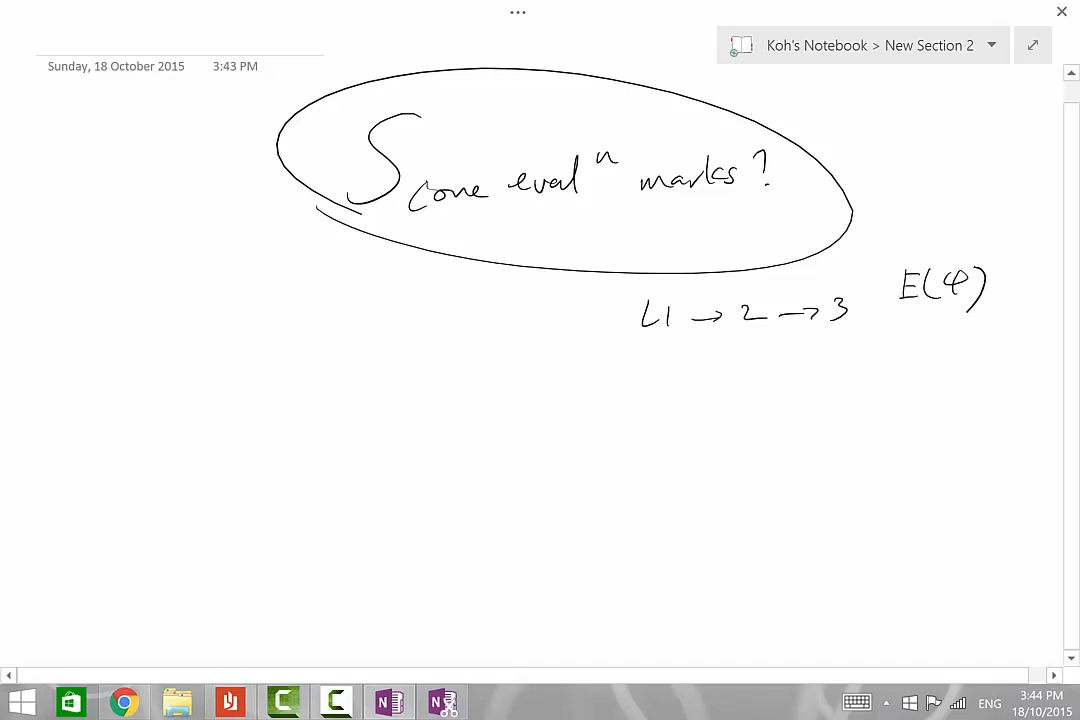 ...
Koh's Notebook > New Section 2
Sunday, 18 October 2015 3:43 PM
Score evalⁿ marks?
E(4)
L1 → 2 → 3
ENG
3:44 PM
18/10/2015